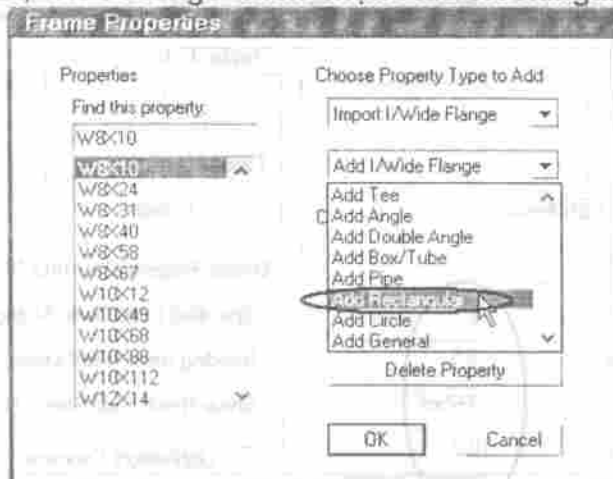 Frame Properties
Properties
Find this property:
W8X10
W8X10
W8X24
W8X31
W8X40
W8X58
W8X67
W10X12
W10X49
W10X68
W10X88
W10X112
W12X14
Choose Property Type to Add
Import I/Wide Flange
Add I/Wide Flange
Add Tee
Add Angle
Add Double Angle
Add Box/Tube
Add Pipe
Add Rectangular
Add Circle
Add General
Delete Property
OK
Cancel